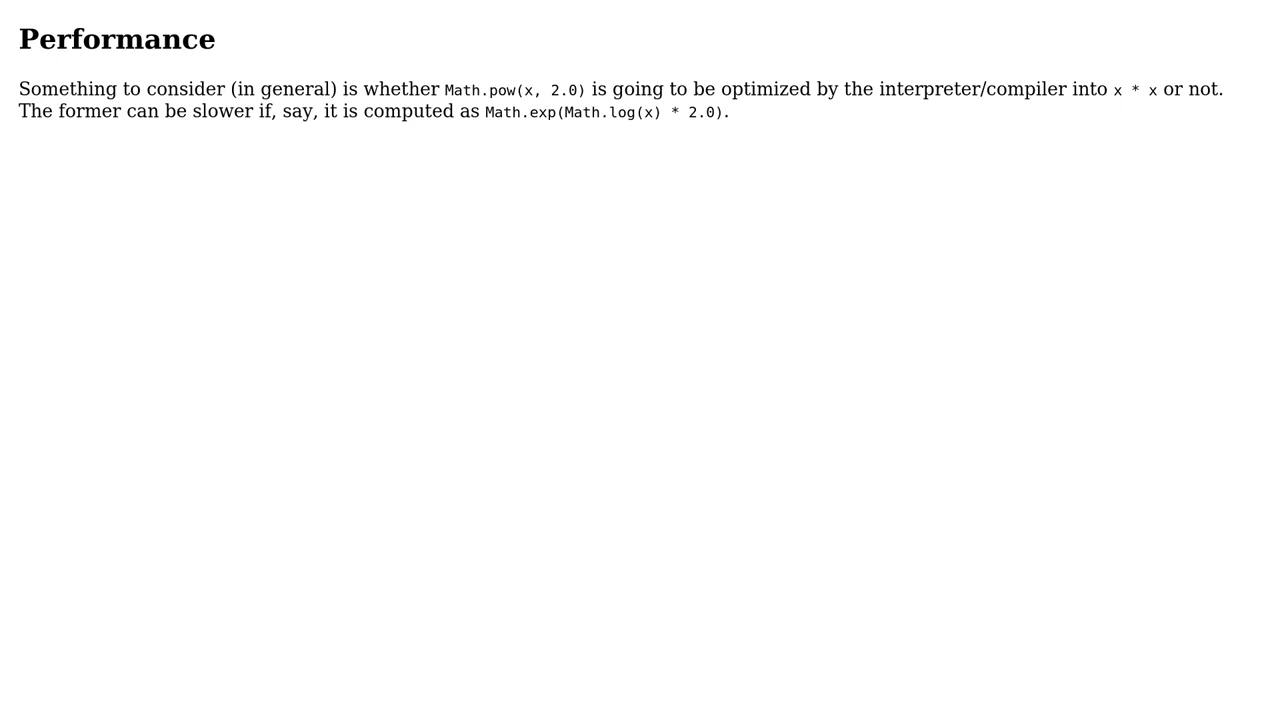 Performance
Something to consider (in general) is whether Math.pow(x, 2.0) is going to be optimized by the interpreter/compiler into x * x or not.
The former can be slower if, say, it is computed as Math.exp(Math.log(x) * 2.0).